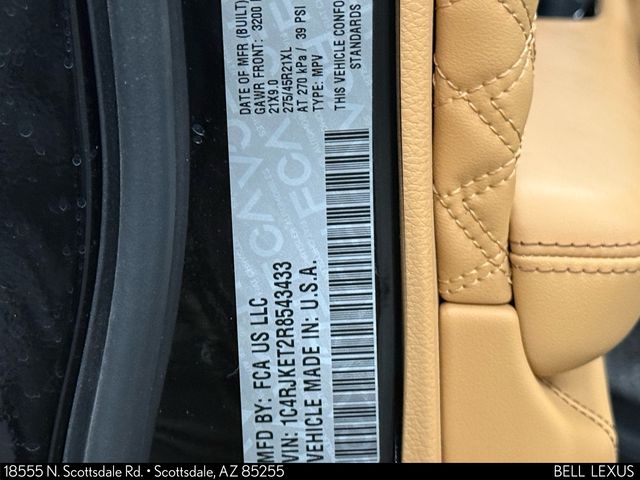 DATE OF MFR (BUILT)
GAWR FRONT: 3200
21X9.0
275/45R21XL
AT 270 kPa / 39 PSI
TYPE: MPV
THIS VEHICLE CONFO
STANDARDS
MFD BY: FCA US LLC
VIN: 1C4RJKET2R8543433
VEHICLE MADE IN: U.S.A.
18555 N. Scottsdale Rd. • Scottsdale, AZ 85255
BELL LEXUS